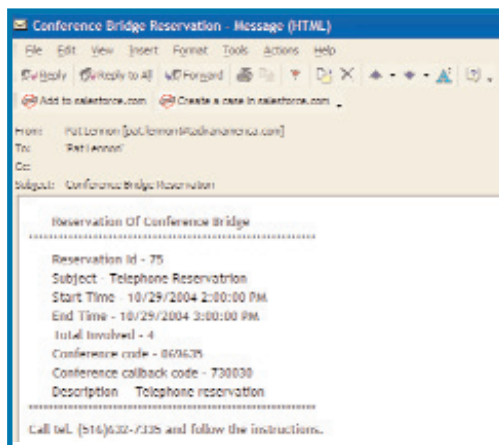 Conference Bridge Reservation - Message (HTML)
File Edit View Insert Format Tools Actions Help
Reply Reply to All Forward
Add to salesforce.com Create a case in salesforce.com
From: Pat Lennon
To: 'Pat Lennon'
Cc:
Subject: Conference Bridge Reservation
Reservation Of Conference Bridge
Reservation Id - 75
Subject - Telephone Reservatrion
Start Time - 10/29/2004 2:00:00 PM
End Time - 10/29/2004 3:00:00 PM
Total Involved - 4
Conference code - 069635
Conference callback code - 730030
Description Telephone reservation
Call tel. (516)632-7335 and follow the instructions.